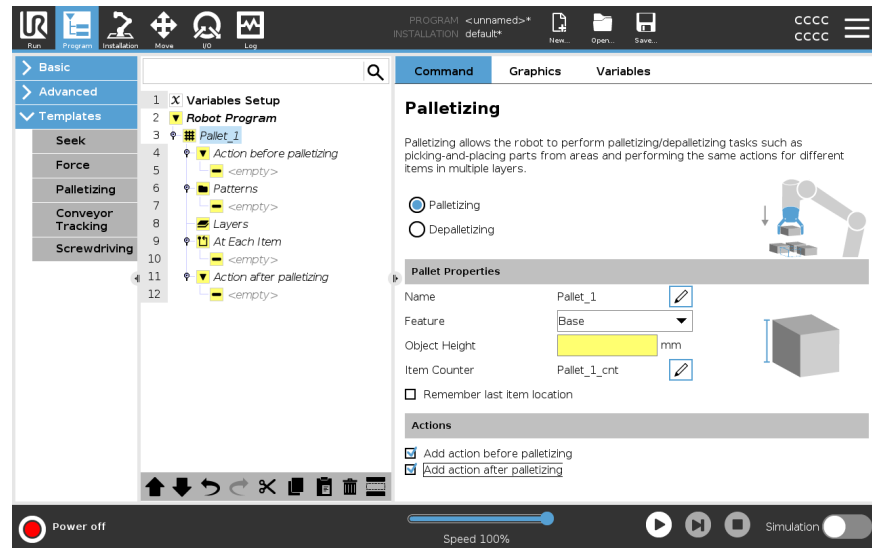 PROGRAM <unnamed>*
INSTALLATION default*
CCCC
CCCC
UR
Run
Program
Installation
Move
I/O
Log
New...
Open...
Save...
Basic
Advanced
Templates
Seek
Force
Palletizing
Conveyor
Tracking
Screwdriving
1 X Variables Setup
2 Robot Program
3 Pallet_1
4 Action before palletizing
5 <empty>
6 Patterns
7 <empty>
8 Layers
9 At Each Item
10 <empty>
11 Action after palletizing
12 <empty>
Command Graphics Variables
Palletizing
Palletizing allows the robot to perform palletizing/depalletizing tasks such as
picking-and-placing parts from areas and performing the same actions for different
items in multiple layers.
Palletizing
Depalletizing
Pallet Properties
Name Pallet_1
Feature Base
Object Height mm
Item Counter Pallet_1_cnt
Remember last item location
Actions
Add action before palletizing
Add action after palletizing
Power off
Speed 100%
Simulation